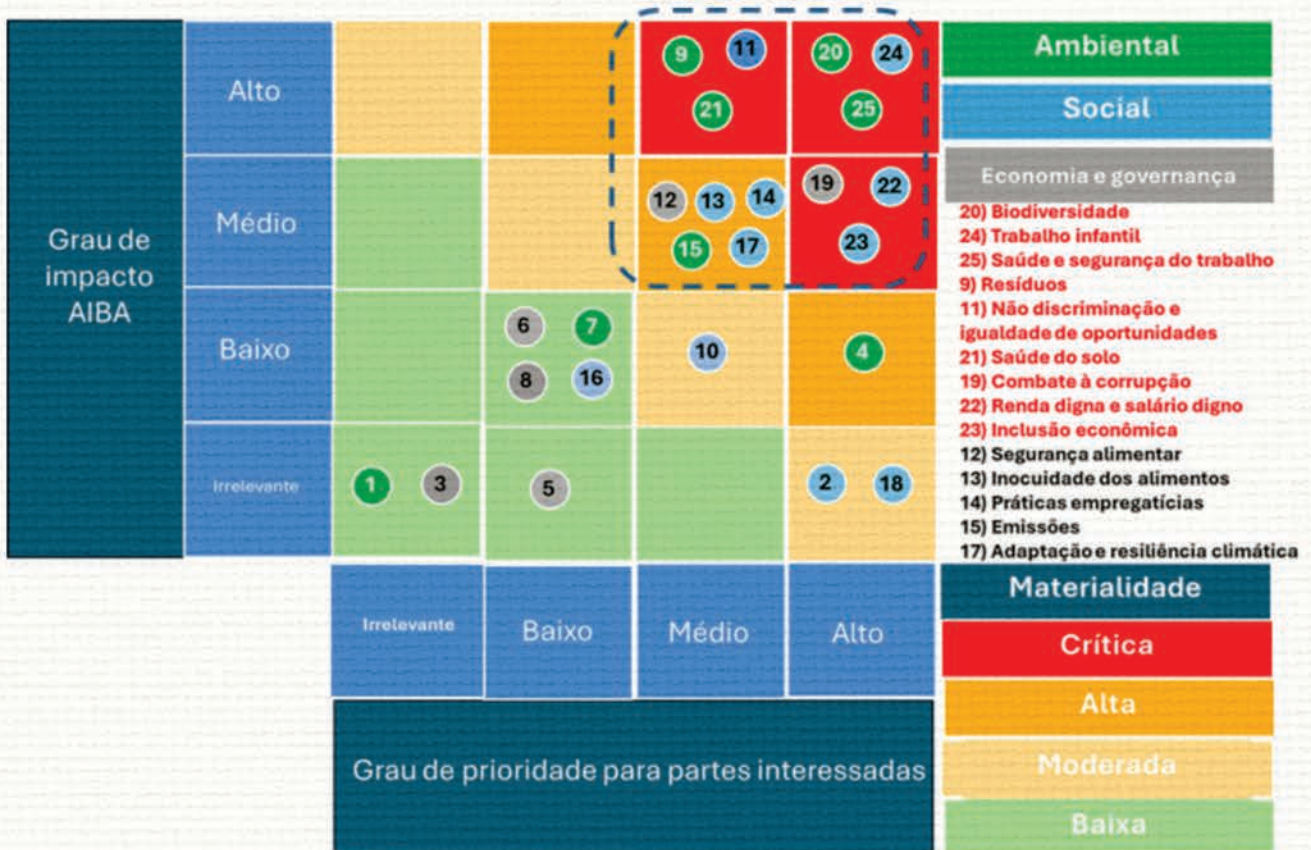 Grau de
impacto
AIBA
Alto
9
11
21
20
24
25
Médio
12
13
14
15
17
19
22
23
Baixo
6
7
8
16
10
4
Irrelevante
1
3
5
2
18
Irrelevante
Baixo
Médio
Alto
Grau de prioridade para partes interessadas
Ambiental
Social
Economia e governança
20) Biodiversidade
24) Trabalho infantil
25) Saúde e segurança do trabalho
9) Resíduos
11) Não discriminação e
igualdade de oportunidades
21) Saúde do solo
19) Combate à corrupção
22) Renda digna e salário digno
23) Inclusão econômica
12) Segurança alimentar
13) Inocuidade dos alimentos
14) Práticas empregatícias
15) Emissões
17) Adaptação e resiliência climática
Materialidade
Crítica
Alta
Moderada
Baixa